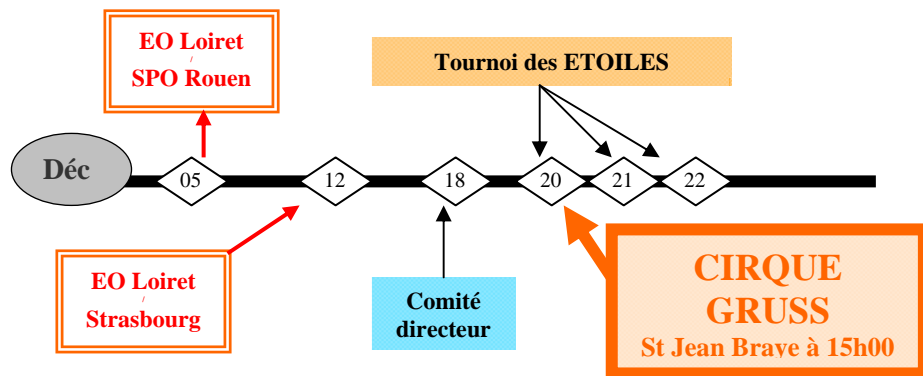 EO Loiret
/
SPO Rouen
Tournoi des ETOILES
Déc
05
12
18
20
21
22
EO Loiret
/
Strasbourg
Comité
directeur
CIRQUE
GRUSS
St Jean Braye à 15h00